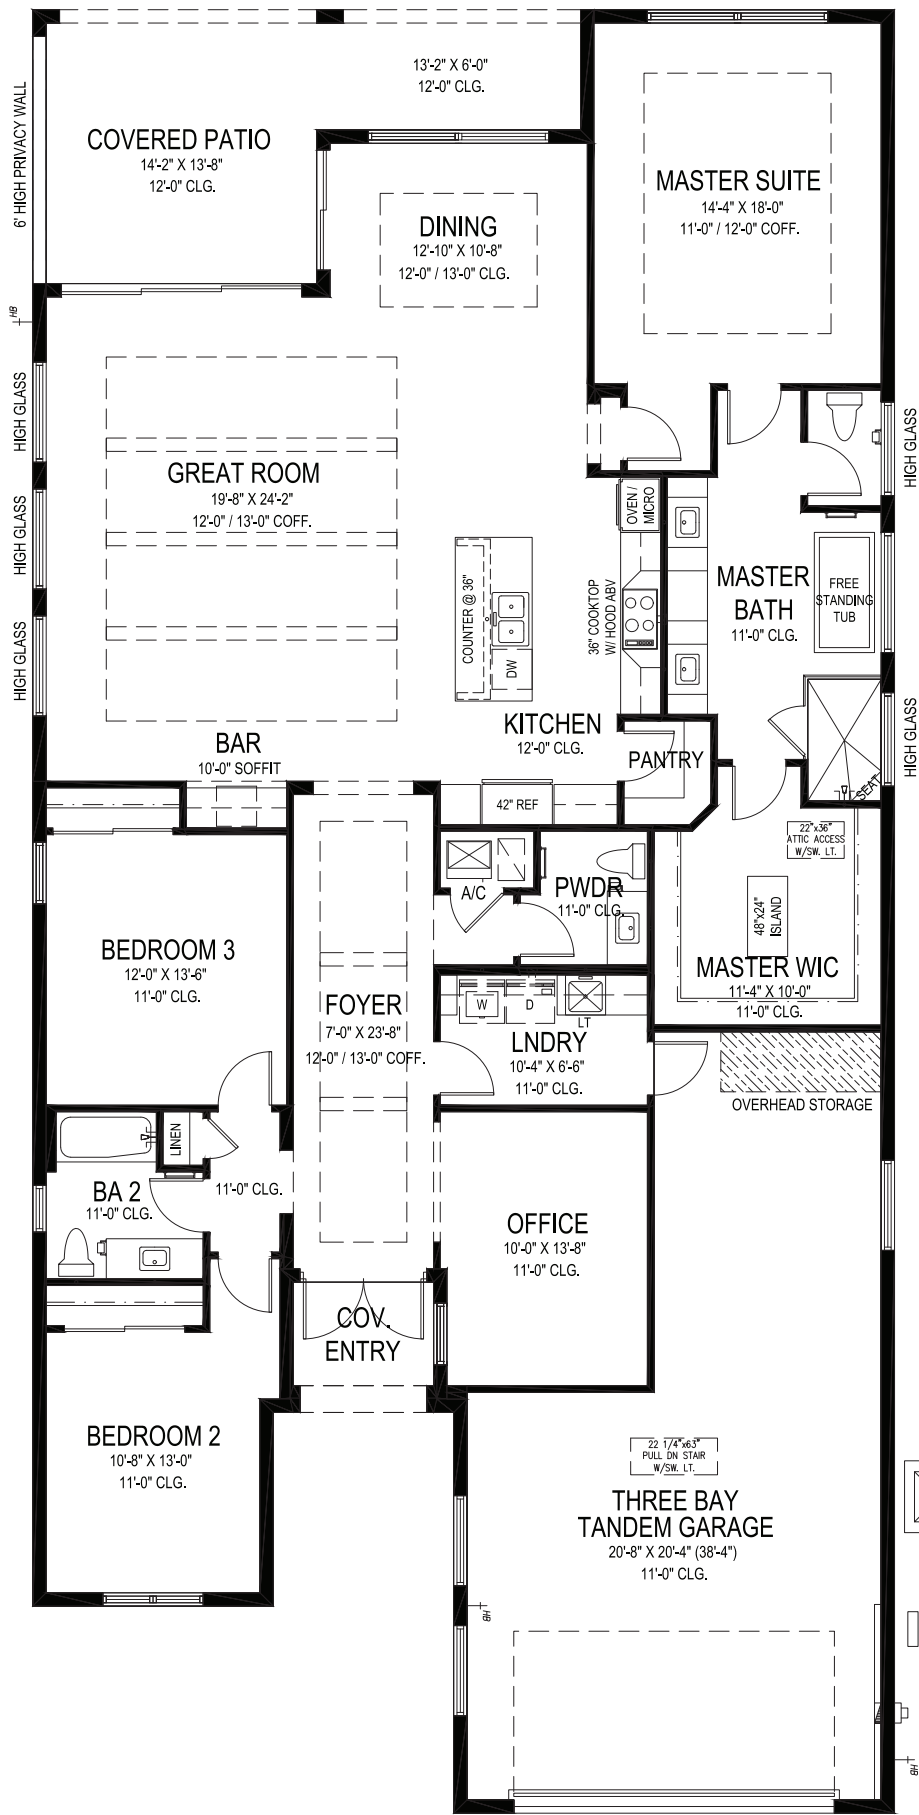 13'-2" X 6'-0"
12'-0" CLG.
6' HIGH PRIVACY WALL
COVERED PATIO
14'-2" X 13'-8"
12'-0" CLG.
MASTER SUITE
14'-4" X 18'-0"
11'-0" / 12'-0" COFF.
DINING
12'-10" X 10'-8"
12'-0" / 13'-0" CLG.
HB
HIGH GLASS
HIGH GLASS
HIGH GLASS
GREAT ROOM
19'-8" X 24'-2"
12'-0" / 13'-0" COFF.
HIGH GLASS
OVEN /
MICRO
COUNTER @ 36"
DW
36" COOKTOP
W/ HOOD ABV
MASTER
BATH
11'-0" CLG.
FREE
STANDING
TUB
HIGH GLASS
SEAT
KITCHEN
12'-0" CLG.
PANTRY
BAR
10'-0" SOFFIT
42" REF
22"x36"
ATTIC ACCESS
W/SW. LT.
A/C
PWDR
11'-0" CLG.
48"x24"
ISLAND
MASTER WIC
11'-4" X 10'-0"
11'-0" CLG.
BEDROOM 3
12'-0" X 13'-6"
11'-0" CLG.
FOYER
7'-0" X 23'-8"
12'-0" / 13'-0" COFF.
W
D
LT
LNDRY
10'-4" X 6'-6"
11'-0" CLG.
OVERHEAD STORAGE
LINEN
BA 2
11'-0" CLG.
11'-0" CLG.
OFFICE
10'-0" X 13'-8"
11'-0" CLG.
COV.
ENTRY
BEDROOM 2
10'-8" X 13'-0"
11'-0" CLG.
22 1/4"x63"
PULL DN STAIR
W/SW. LT.
THREE BAY
TANDEM GARAGE
20'-8" X 20'-4" (38'-4")
11'-0" CLG.
HB
HB